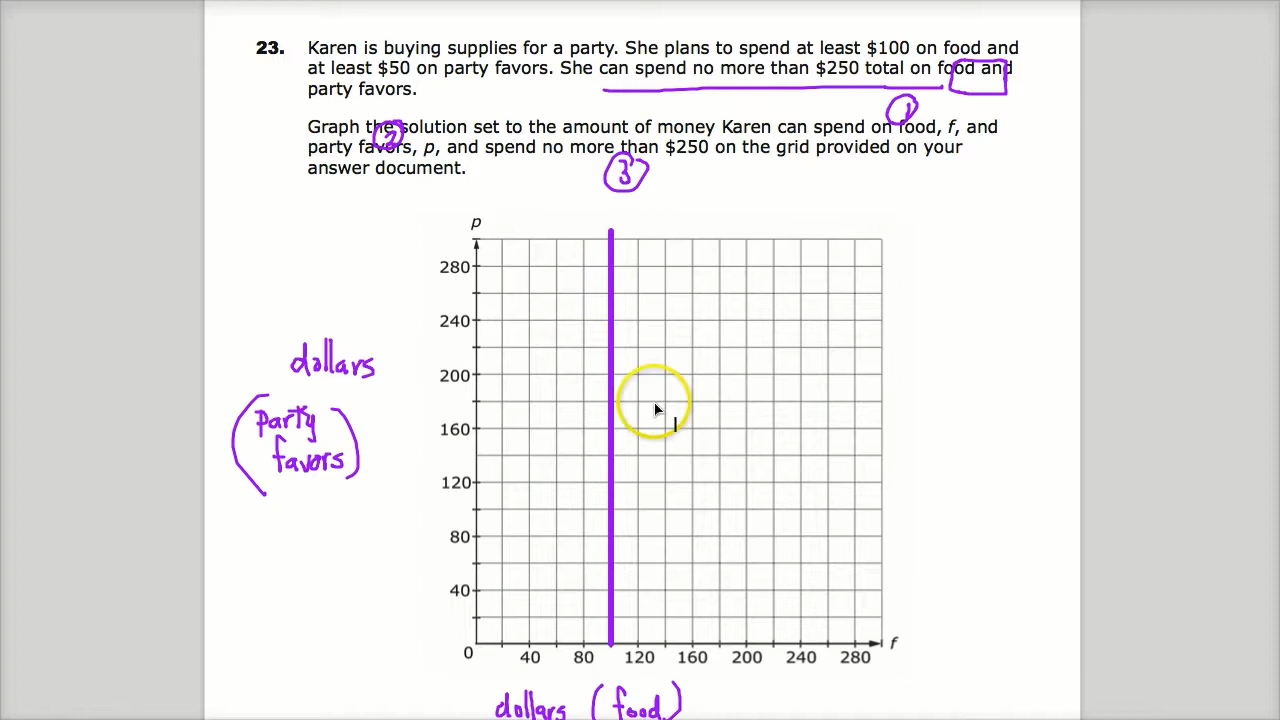 23. Karen is buying supplies for a party. She plans to spend at least $100 on food and
at least $50 on party favors. She can spend no more than $250 total on food and
party favors.
1
Graph the solution set to the amount of money Karen can spend on food, f, and
2
party favors, p, and spend no more than $250 on the grid provided on your
answer document.
3
p
280
240
dollars
200
(party
favors)
160
120
80
40
0 40 80 120 160 200 240 280 f
dollars (food)